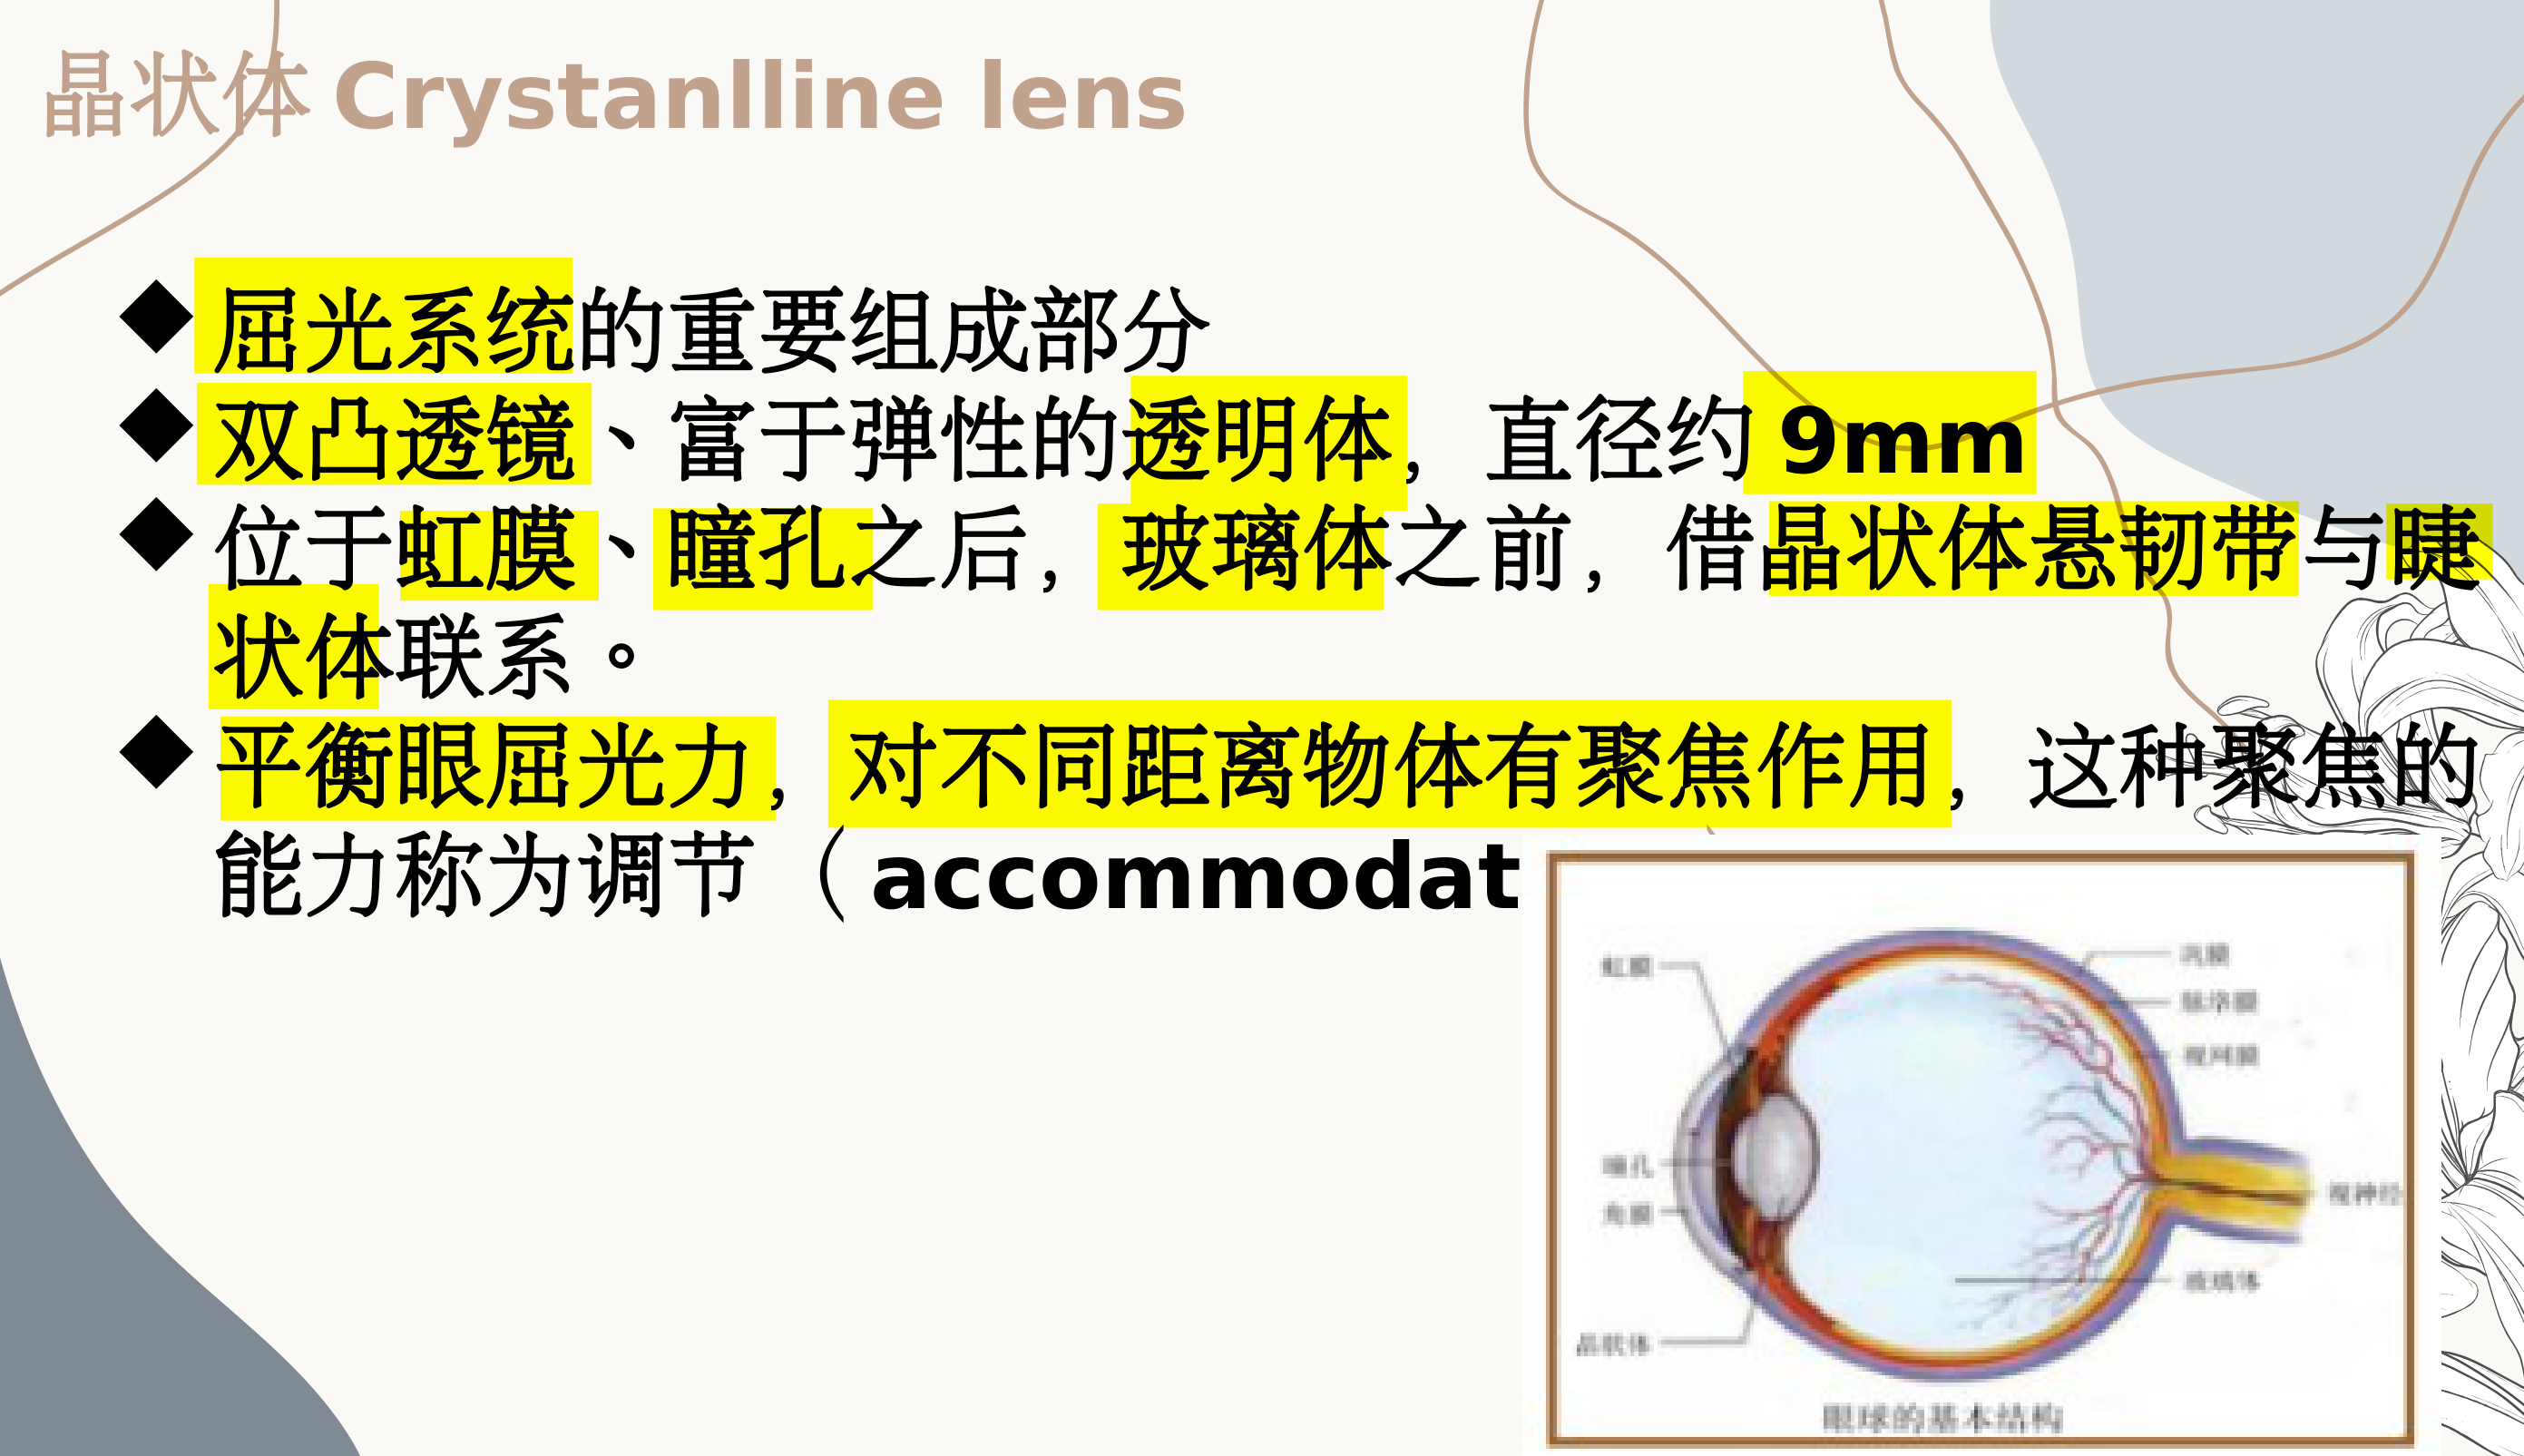 晶状体 Crystanlline lens
◆屈光系统的重要组成部分
◆双凸透镜、富于弹性的透明体，直径约 9mm
◆位于虹膜、瞳孔之后，玻璃体之前，借晶状体悬韧带与睫
状体联系。
◆平衡眼屈光力，对不同距离物体有聚焦作用，这种聚焦的
能力称为调节（accommodat
虹膜
巩膜
脉络膜
视网膜
瞳孔
视神经
角膜
玻璃体
晶状体
眼球的基本结构